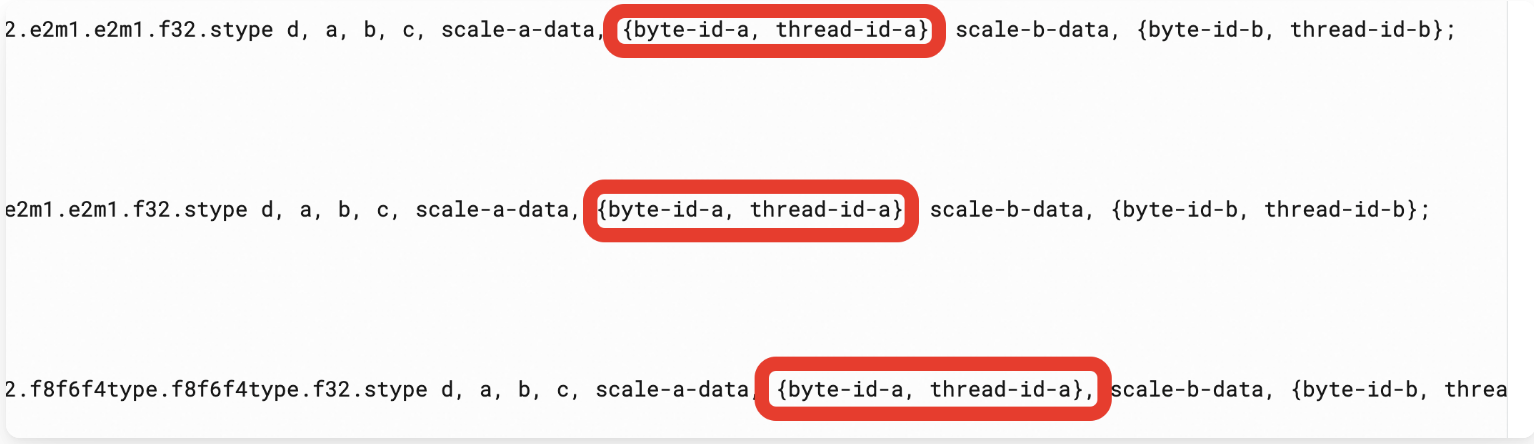 2.e2m1.e2m1.f32.stype d, a, b, c, scale-a-data, {byte-id-a, thread-id-a} scale-b-data, {byte-id-b, thread-id-b};
e2m1.e2m1.f32.stype d, a, b, c, scale-a-data, {byte-id-a, thread-id-a} scale-b-data, {byte-id-b, thread-id-b};
2.f8f6f4type.f8f6f4type.f32.stype d, a, b, c, scale-a-data, {byte-id-a, thread-id-a}, scale-b-data, {byte-id-b, threa